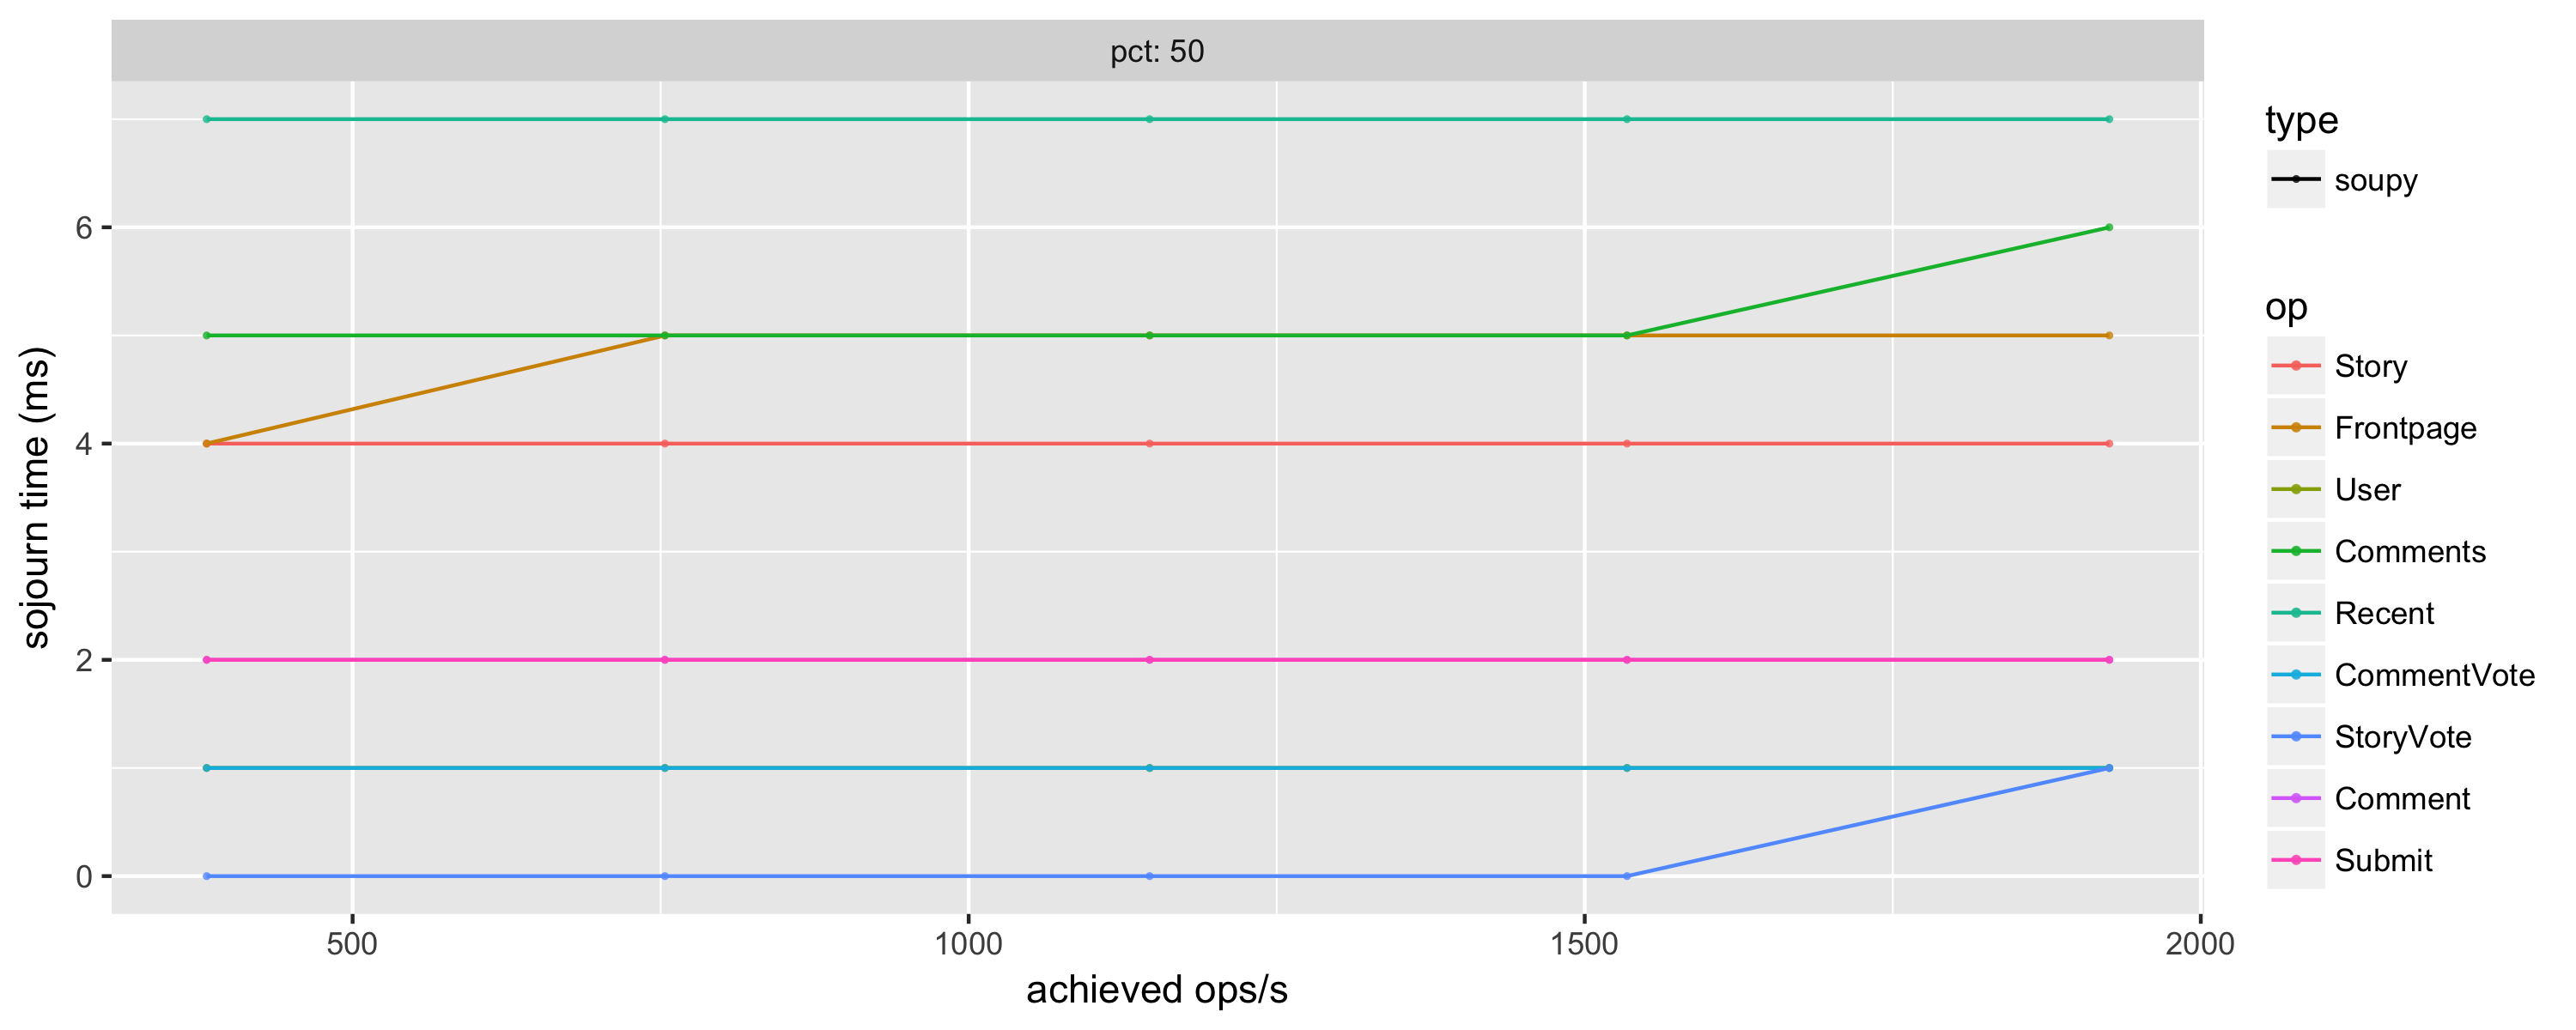 pct: 50
sojourn time (ms)
6
4
2
0
500 1000 1500 2000
achieved ops/s
type
soupy
op
Story
Frontpage
User
Comments
Recent
CommentVote
StoryVote
Comment
Submit